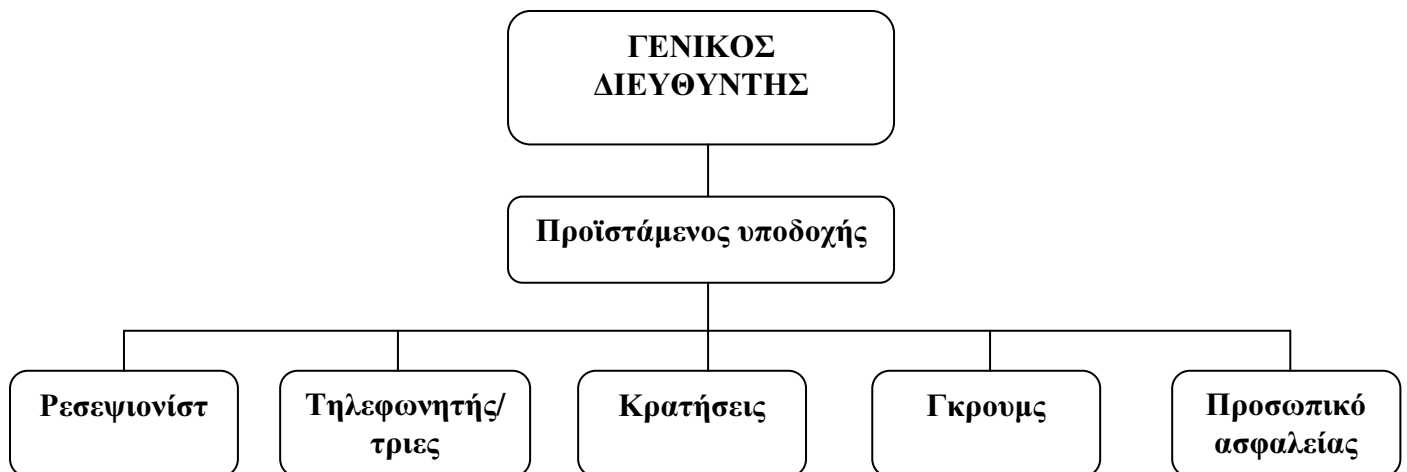 ΓΕΝΙΚΟΣ
ΔΙΕΥΘΥΝΤΗΣ
Προϊστάμενος υποδοχής
Ρεσεψιονίστ
Τηλεφωνητής/
τριες
Κρατήσεις
Γκρουμς
Προσωπικό
ασφαλείας